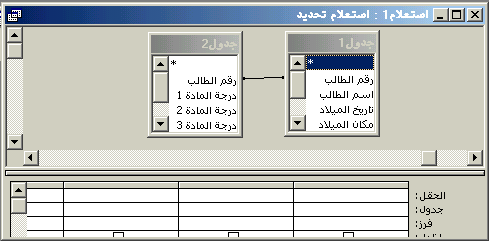 استعلام1 : استعلام تحديد
جدول1
*
رقم الطالب
اسم الطالب
تاريخ الميلاد
مكان الميلاد
جدول2
*
رقم الطالب
درجة المادة 1
درجة المادة 2
درجة المادة 3
الحقل:
جدول:
فرز: